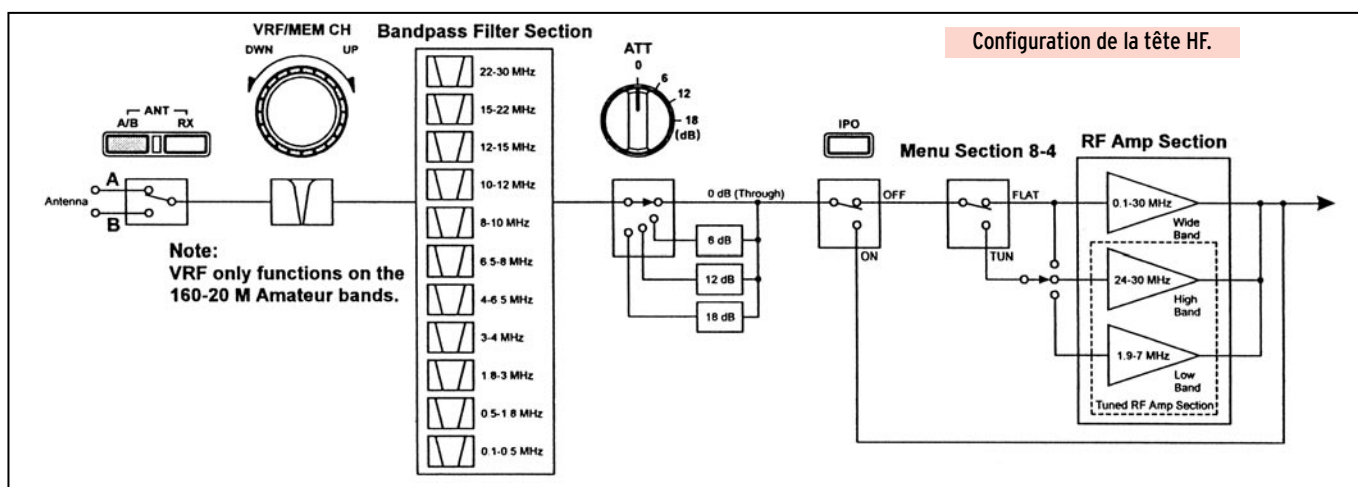 Configuration de la tête HF.
VRF/MEM CH
DWN UP
Bandpass Filter Section
ATT
0
6
12
18
(dB)
ANT
A/B RX
IPO
Menu Section 8-4
RF Amp Section
22-30 MHz
15-22 MHz
12-15 MHz
10-12 MHz
8-10 MHz
6 5-8 MHz
4-6 5 MHz
3-4 MHz
1 8-3 MHz
0 5-1 8 MHz
0.1-0 5 MHz
A
Antenna
B
Note:
VRF only functions on the
160-20 M Amateur bands.
0 dB (Through)
6 dB
12 dB
18 dB
OFF
ON
FLAT
TUN
0.1-30 MHz
Wide
Band
24-30 MHz
High
Band
1.9-7 MHz
Low
Band
Tuned RF Amp Section